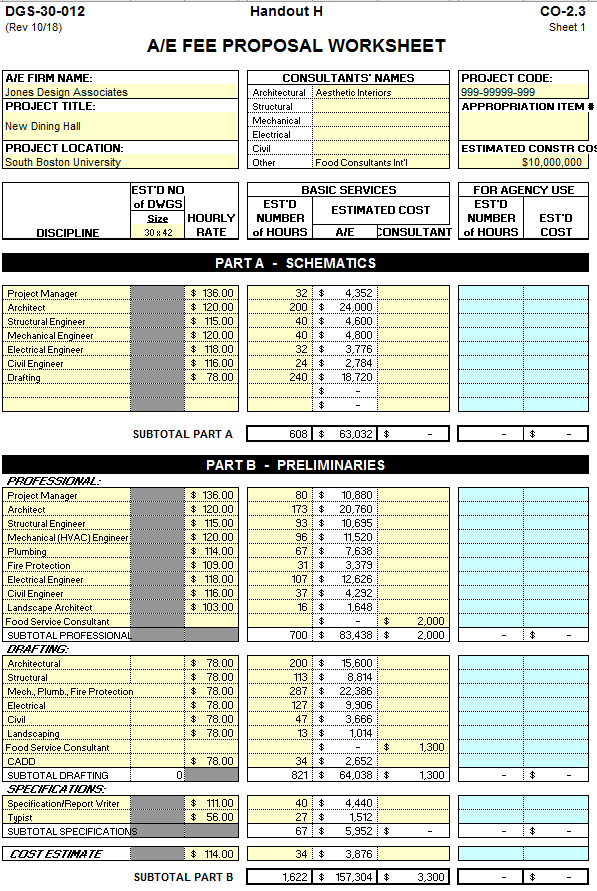 DGS-30-012 Handout H CO-2.3
(Rev 10/18) Sheet 1
A/E FEE PROPOSAL WORKSHEET
A/E FIRM NAME: CONSULTANTS' NAMES PROJECT CODE:
Jones Design Associates Architectural Aesthetic Interiors 999-99999-999
PROJECT TITLE: Structural APPROPRIATION ITEM #
Mechanical
New Dining Hall Electrical
PROJECT LOCATION: Civil ESTIMATED CONSTR COS
South Boston University Other Food Consultants Int'l $10,000,000
EST'D NO BASIC SERVICES FOR AGENCY USE
of DWGS EST'D ESTIMATED COST EST'D
Size HOURLY NUMBER NUMBER EST'D
DISCIPLINE 30 x 42 RATE of HOURS A/E CONSULTANT of HOURS COST
PART A - SCHEMATICS
Project Manager $ 136.00 32 $ 4,352
Architect $ 120.00 200 $ 24,000
Structural Engineer $ 115.00 40 $ 4,600
Mechanical Engineer $ 120.00 40 $ 4,800
Electrical Engineer $ 118.00 32 $ 3,776
Civil Engineer $ 116.00 24 $ 2,784
Drafting $ 78.00 240 $ 18,720
$ -
$ -
SUBTOTAL PART A 608 $ 63,032 $ - - $ -
PART B - PRELIMINARIES
PROFESSIONAL:
Project Manager $ 136.00 80 $ 10,880
Architect $ 120.00 173 $ 20,760
Structural Engineer $ 115.00 93 $ 10,695
Mechanical (HVAC) Engineer $ 120.00 96 $ 11,520
Plumbing $ 114.00 67 $ 7,638
Fire Protection $ 109.00 31 $ 3,379
Electrical Engineer $ 118.00 107 $ 12,626
Civil Engineer $ 116.00 37 $ 4,292
Landscape Architect $ 103.00 16 $ 1,648
Food Service Consultant $ - $ 2,000
SUBTOTAL PROFESSIONAL 700 $ 83,438 $ 2,000 - $ -
DRAFTING:
Architectural $ 78.00 200 $ 15,600
Structural $ 78.00 113 $ 8,814
Mech., Plumb., Fire Protection $ 78.00 287 $ 22,386
Electrical $ 78.00 127 $ 9,906
Civil $ 78.00 47 $ 3,666
Landscaping $ 78.00 13 $ 1,014
Food Service Consultant $ - $ 1,300
CADD $ 78.00 34 $ 2,652
SUBTOTAL DRAFTING 0 821 $ 64,038 $ 1,300 - $ -
SPECIFICATIONS:
Specification/Report Writer $ 111.00 40 $ 4,440
Typist $ 56.00 27 $ 1,512
SUBTOTAL SPECIFICATIONS 67 $ 5,952 $ - - $ -
COST ESTIMATE $ 114.00 34 $ 3,876
SUBTOTAL PART B 1,622 $ 157,304 $ 3,300 - $ -